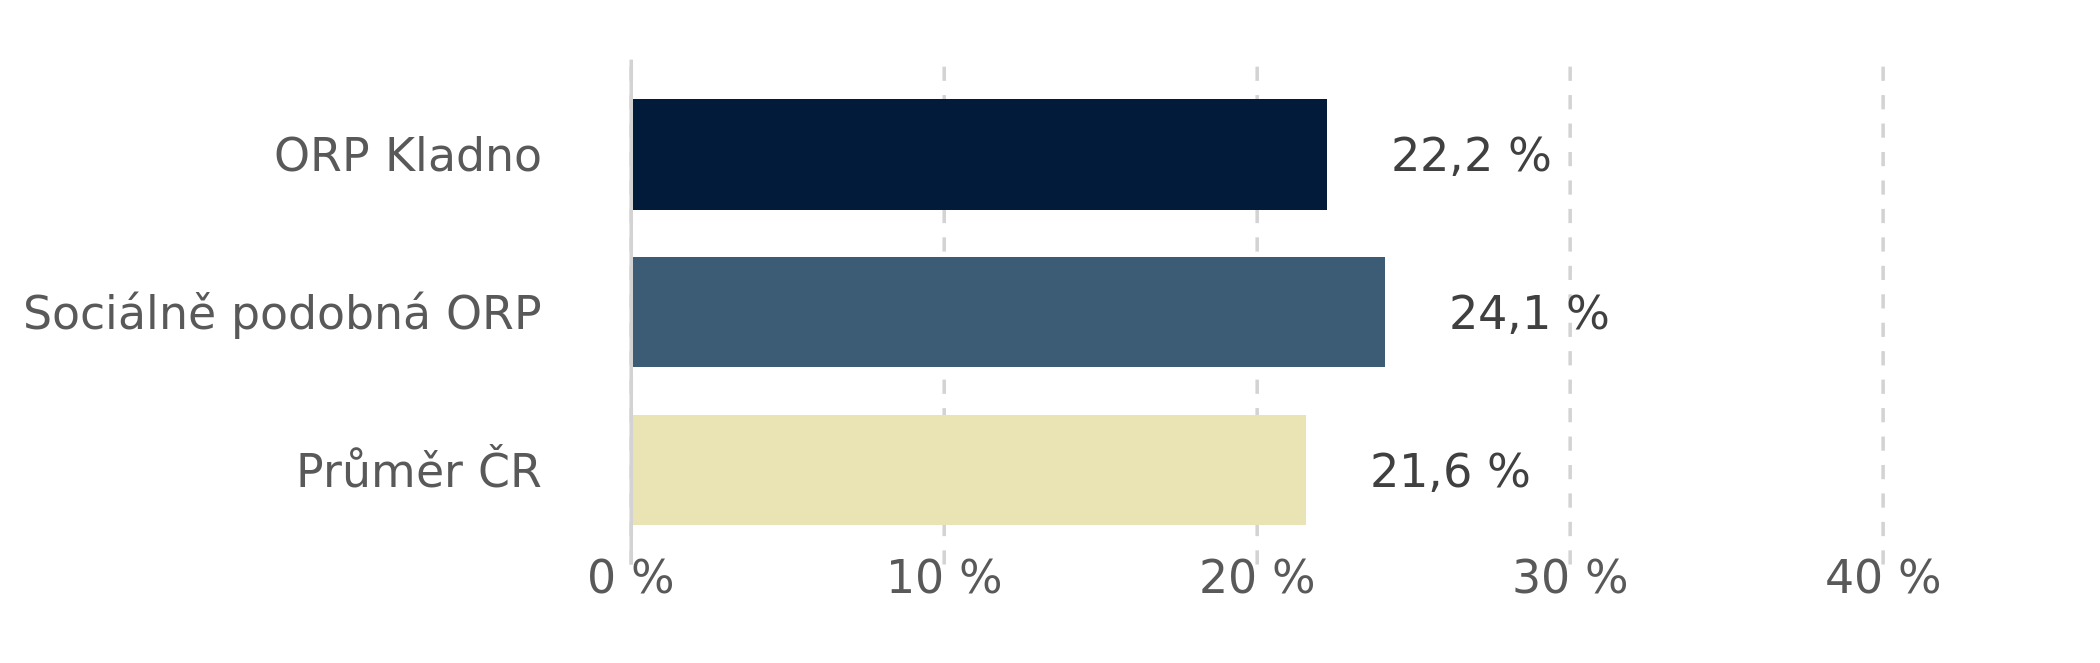 ORP Kladno 22,2 %
Sociálně podobná ORP 24,1 %
Průměr ČR 21,6 %
0 % 10 % 20 % 30 % 40 %